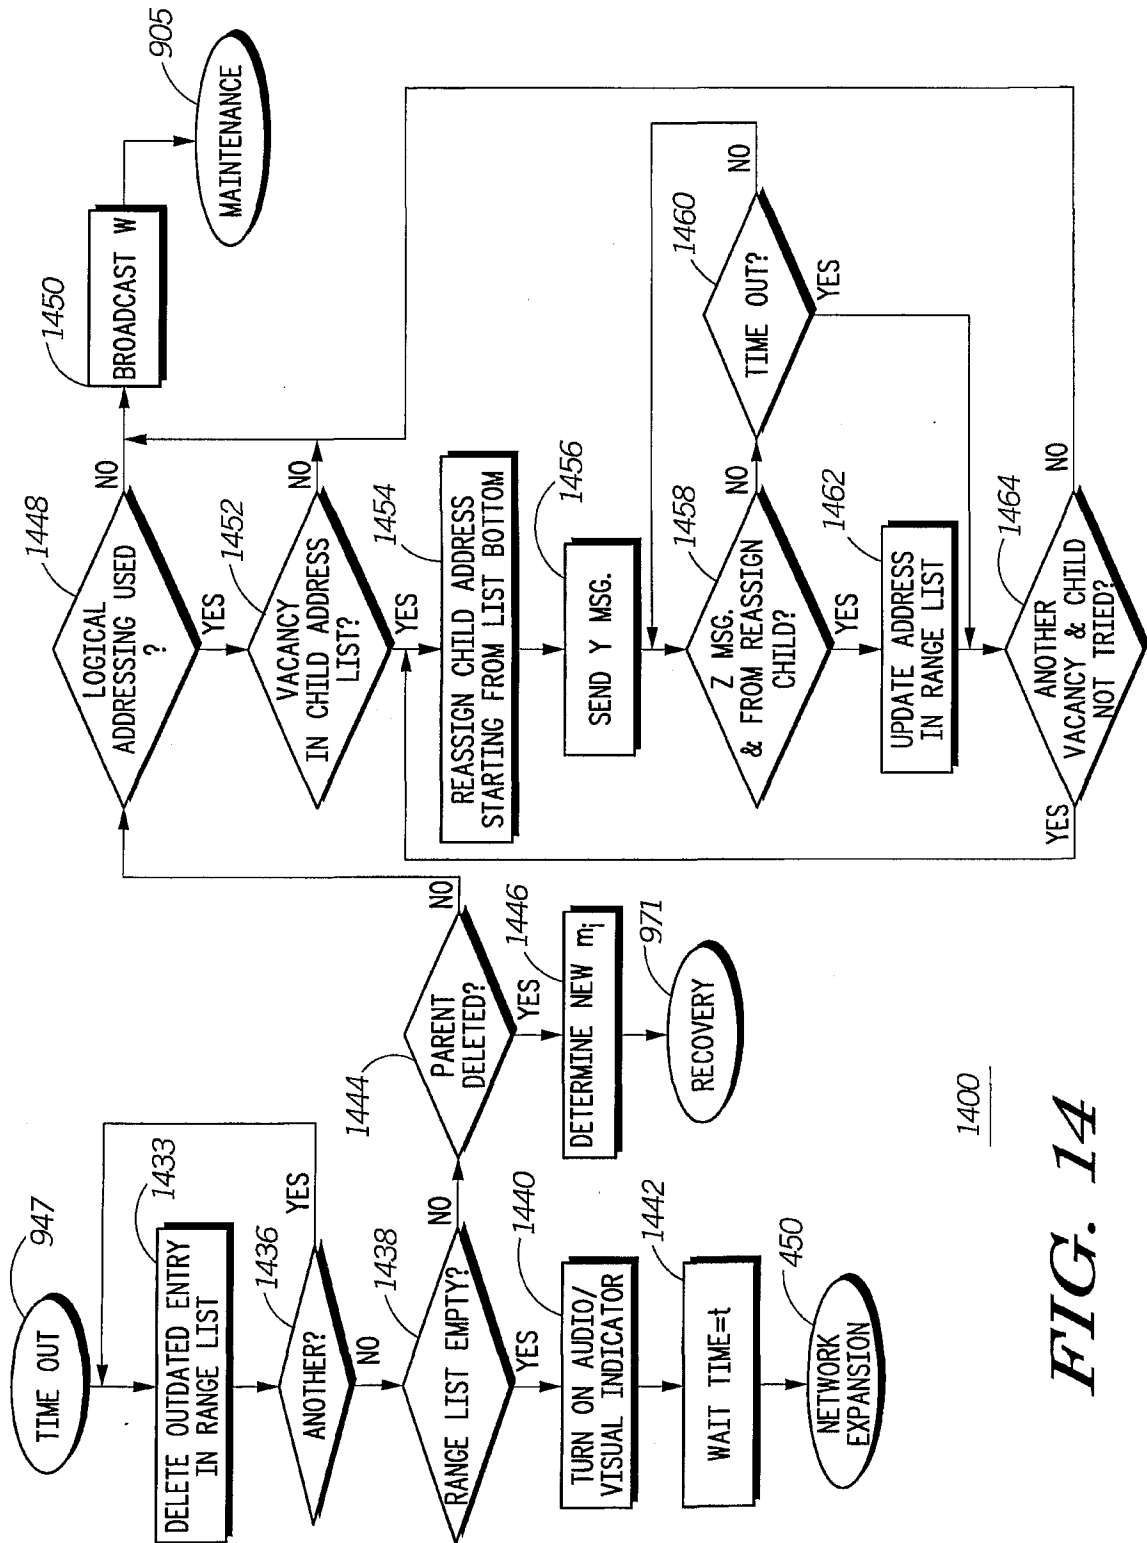 947
TIME OUT
1433
DELETE OUTDATED ENTRY
IN RANGE LIST
1436
ANOTHER?
YES
NO
1438
RANGE LIST EMPTY?
NO
YES
1440
TURN ON AUDIO/
VISUAL INDICATOR
1442
WAIT TIME=t
450
NETWORK
EXPANSION
1444
PARENT
DELETED?
NO
YES
1446
DETERMINE NEW mj
971
RECOVERY
1448
LOGICAL
ADDRESSING USED
?
NO
YES
1450
BROADCAST W
905
MAINTENANCE
1452
VACANCY
IN CHILD ADDRESS
LIST?
NO
YES
1454
REASSIGN CHILD ADDRESS
STARTING FROM LIST BOTTOM
1456
SEND Y MSG.
1458
Z MSG.
& FROM REASSIGN
CHILD?
NO
YES
1460
TIME OUT?
NO
YES
1462
UPDATE ADDRESS
IN RANGE LIST
1464
ANOTHER
VACANCY & CHILD
NOT TRIED?
YES
NO
1400
FIG. 14